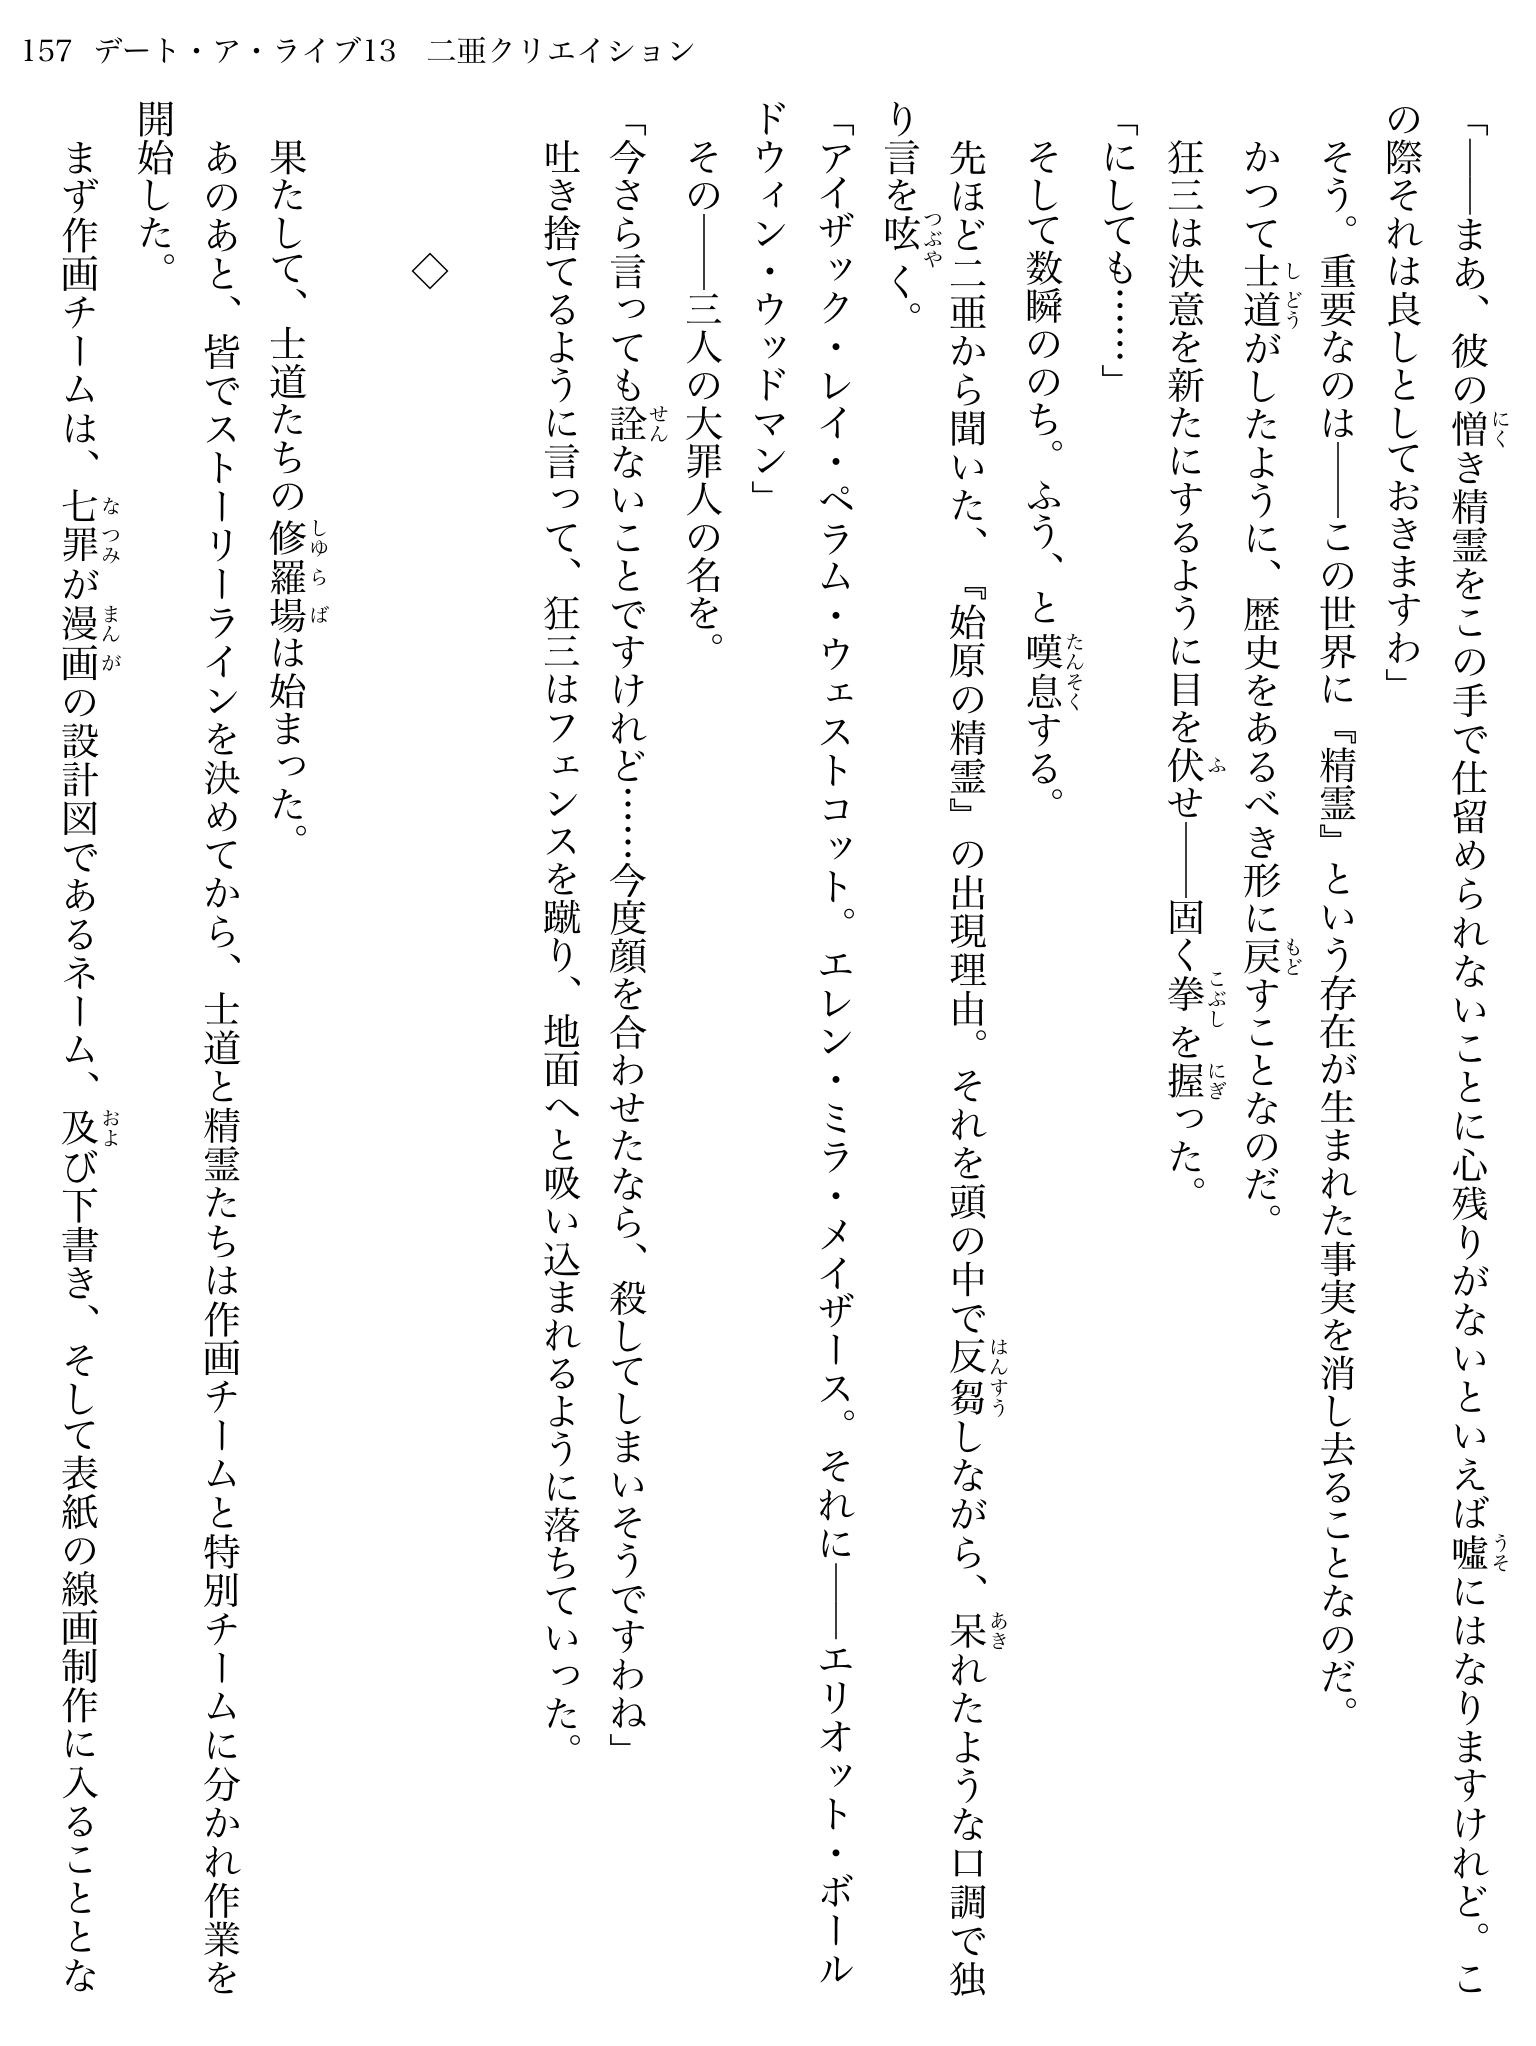 157 デート・ア・ライブ13　二亜クリエイション
「――まあ、彼の憎き精霊をこの手で仕留められないことに心残りがないといえば嘘にはなりますけれど。こ
の際それは良しとしておきますわ」
そう。重要なのは――この世界に『精霊』という存在が生まれた事実を消し去ることなのだ。
かつて士道がしたように、歴史をあるべき形に戻すことなのだ。
狂三は決意を新たにするように目を伏せ――固く拳を握った。
「にしても……」
そして数瞬ののち。ふう、と嘆息する。
先ほど二亜から聞いた、『始原の精霊』の出現理由。それを頭の中で反芻しながら、呆れたような口調で独
り言を呟く。
「アイザック・レイ・ペラム・ウェストコット。エレン・ミラ・メイザース。それに――エリオット・ボール
ドウィン・ウッドマン」
その――三人の大罪人の名を。
「今さら言っても詮ないことですけれど……今度顔を合わせたなら、殺してしまいそうですわね」
吐き捨てるように言って、狂三はフェンスを蹴り、地面へと吸い込まれるように落ちていった。
◇
果たして、士道たちの修羅場は始まった。
あのあと、皆でストーリーラインを決めてから、士道と精霊たちは作画チームと特別チームに分かれ作業を
開始した。
まず作画チームは、七罪が漫画の設計図であるネーム、及び下書き、そして表紙の線画制作に入ることとな